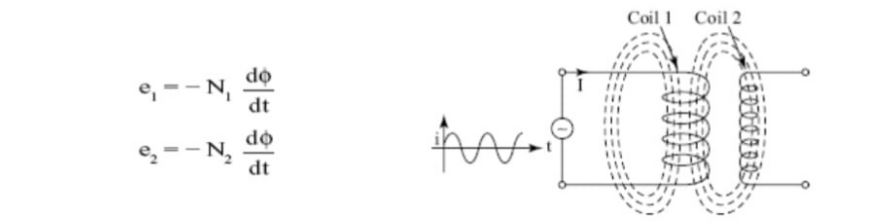 Coil 1 Coil 2
e₁ = − N₁ dϕ/dt
I
i
t
e₂ = − N₂ dϕ/dt